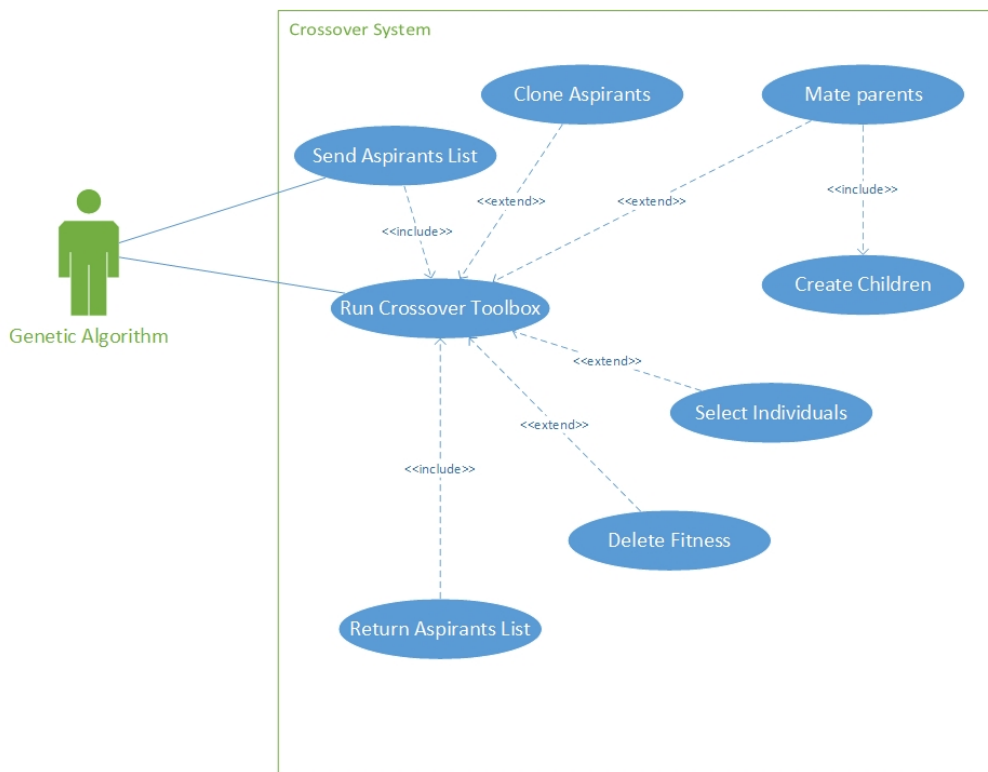 Crossover System
Clone Aspirants
Mate parents
Send Aspirants List
<<extend>>
<<include>>
<<extend>>
<<include>>
Genetic Algorithm
Run Crossover Toolbox
Create Children
<<extend>>
Select Individuals
<<extend>>
<<include>>
Delete Fitness
Return Aspirants List